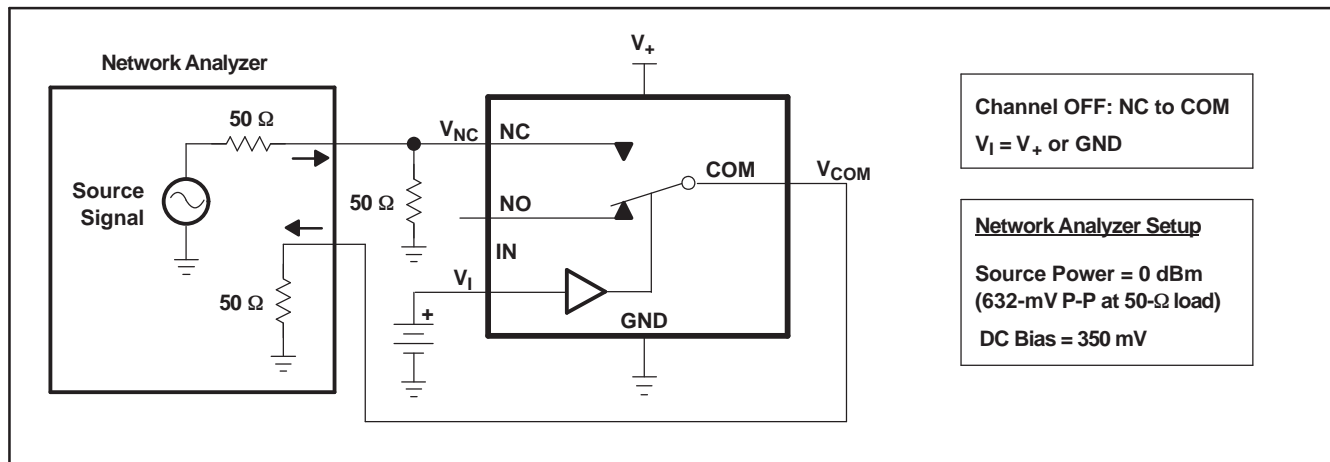 Network Analyzer
50 Ω
Source
Signal
50 Ω
50 Ω
V+
VNC
NC
NO
IN
VI
+
COM
VCOM
GND
Channel OFF: NC to COM
VI = V+ or GND
Network Analyzer Setup
Source Power = 0 dBm
(632-mV P-P at 50-Ω load)
DC Bias = 350 mV